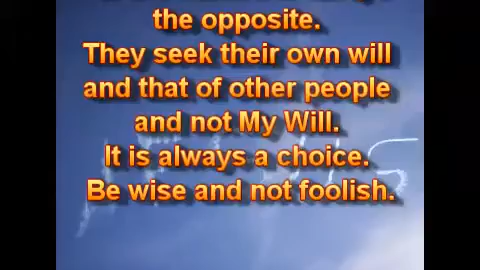 the opposite.
They seek their own will
and that of other people
and not My Will.
It is always a choice.
Be wise and not foolish.